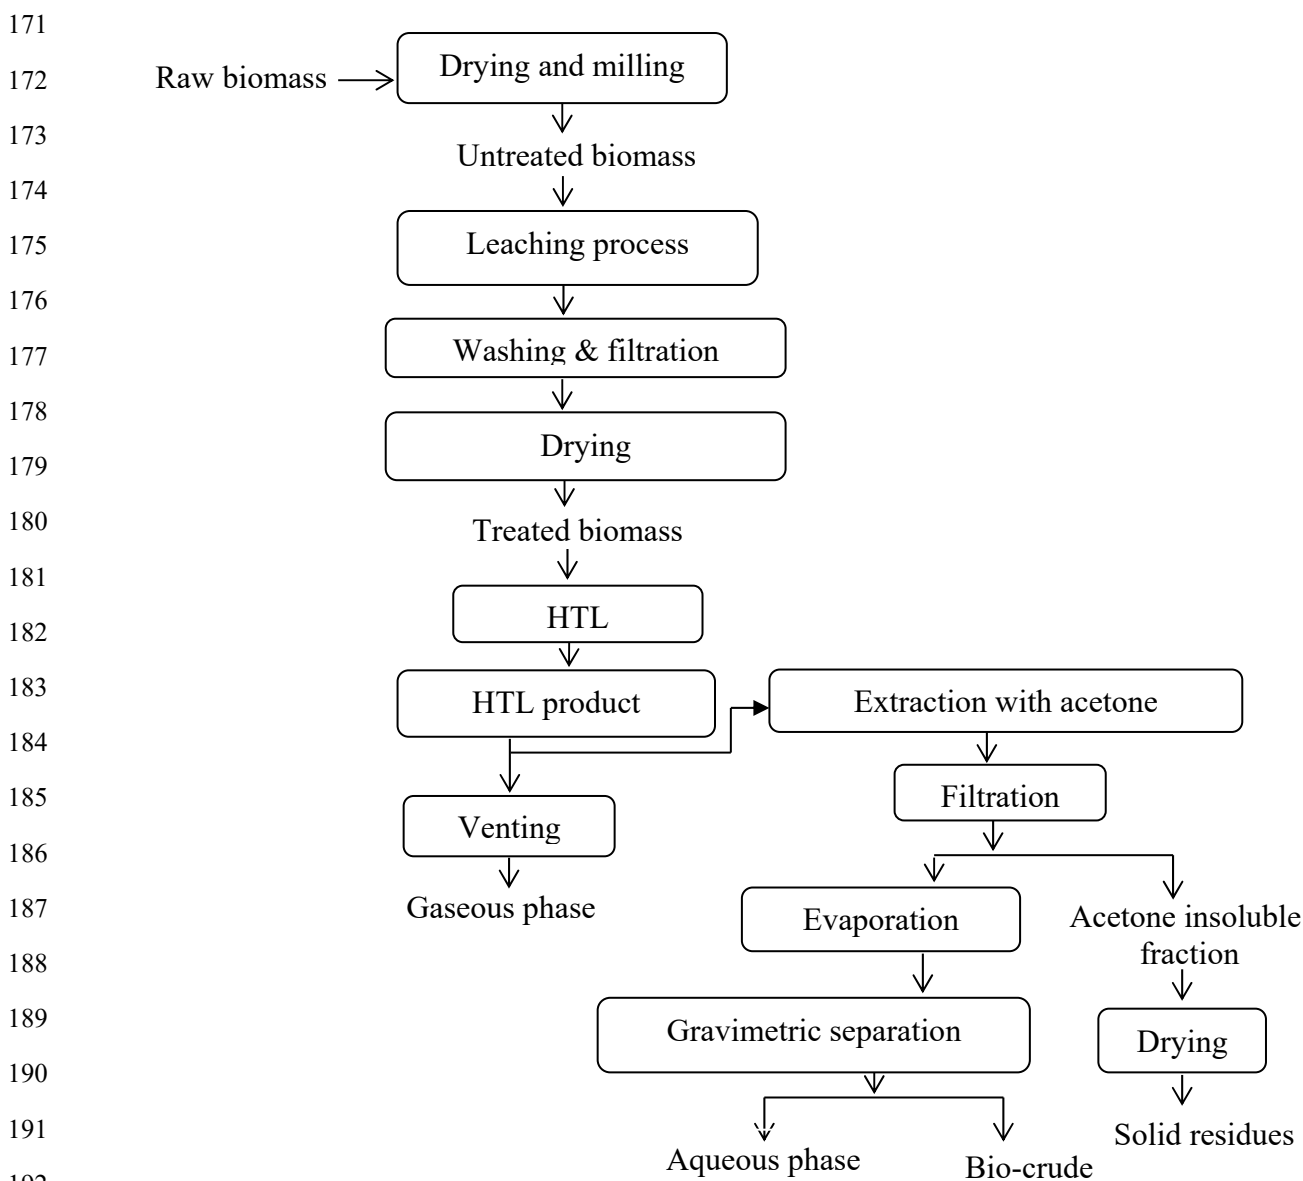 171
Drying and milling
172
Raw biomass
173
Untreated biomass
174
175
Leaching process
176
177
Washing & filtration
178
179
Drying
180
Treated biomass
181
182
HTL
183
HTL product
Extraction with acetone
184
185
Filtration
186
Venting
187
Gaseous phase
Evaporation
Acetone insoluble
fraction
188
189
Gravimetric separation
Drying
190
191
Solid residues
Aqueous phase
Bio-crude
192